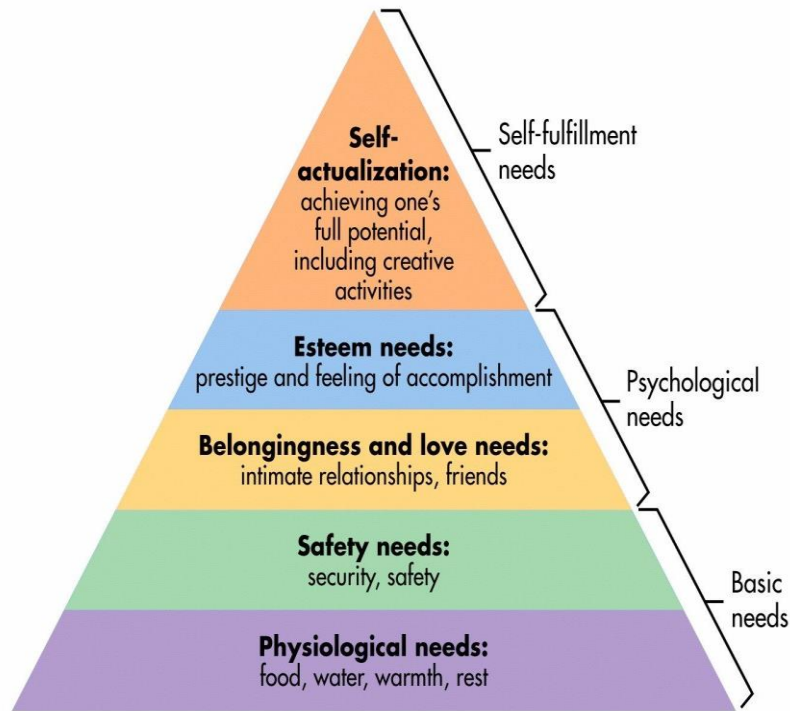 Self-
actualization:
achieving one's
full potential,
including creative
activities
Self-fulfillment
needs
Esteem needs:
prestige and feeling of accomplishment
Psychological
needs
Belongingness and love needs:
intimate relationships, friends
Safety needs:
security, safety
Basic
needs
Physiological needs:
food, water, warmth, rest